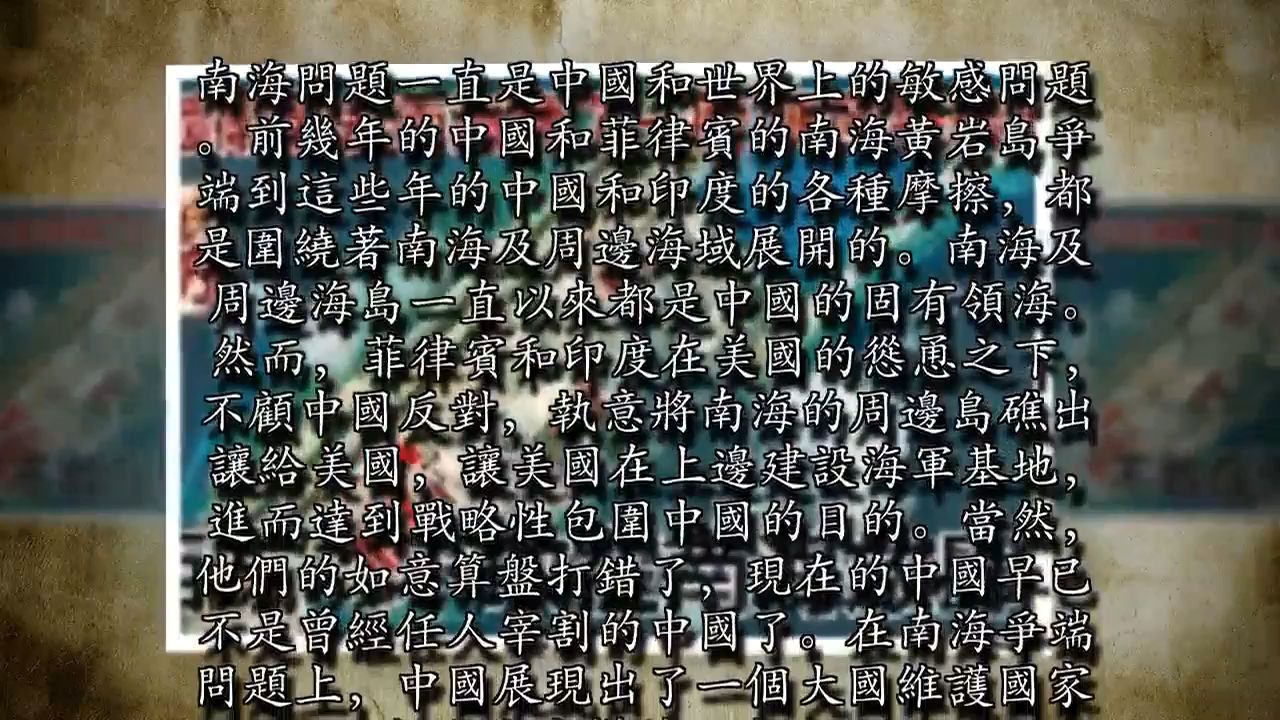 南海問題一直是中國和世界上的敏感問題
。前幾年的中國和菲律賓的南海黃岩島爭
端到這些年的中國和印度的各種摩擦，都
是圍繞著南海及周邊海域展開的。南海及
周邊海島一直以來都是中國的固有領海。
然而，菲律賓和印度在美國的慫恿之下，
不顧中國反對，執意將南海的周邊島礁出
讓給美國，讓美國在上邊建設海軍基地，
進而達到戰略性包圍中國的目的。當然，
他們的如意算盤打錯了，現在的中國早已
不是曾經任人宰割的中國了。在南海爭端
問題上，中國展現出了一個大國維護國家